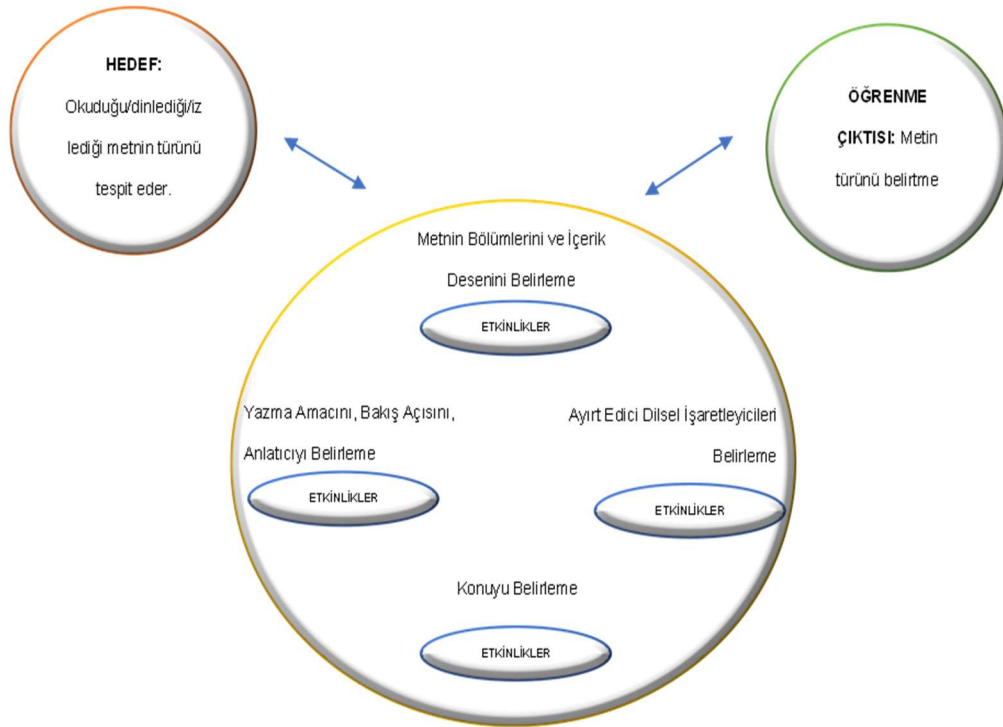 HEDEF:
Okuduğu/dinlediği/iz
lediği metnin türünü
tespit eder.
ÖĞRENME
ÇIKTISI: Metin
türünü belirtme
Metnin Bölümlerini ve İçerik
Desenini Belirleme
ETKİNLİKLER
Yazma Amacını, Bakış Açısını,
Anlatıcıyı Belirleme
ETKİNLİKLER
Ayırt Edici Dilsel İşaretleyicileri
Belirleme
ETKİNLİKLER
Konuyu Belirleme
ETKİNLİKLER